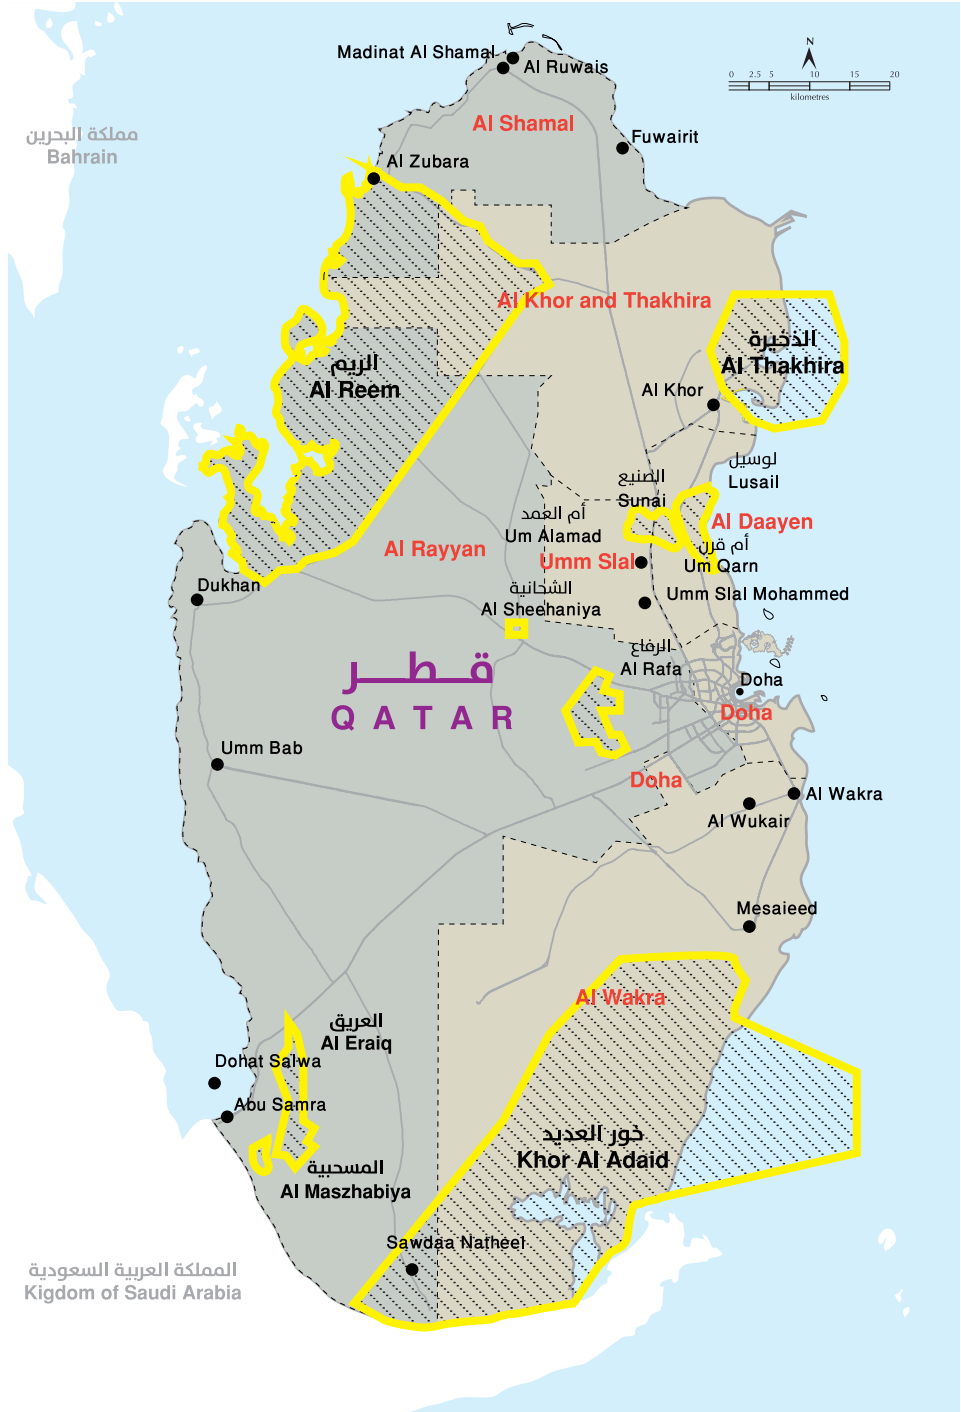 Madinat Al Shamal
Al Ruwais
N
0 2.5 5 10 15 20
kilometres
Al Shamal
Fuwairit
مملكة البحرين
Bahrain
Al Zubara
Al Khor and Thakhira
الذخيرة
Al Thakhira
الريم
Al Reem
Al Khor
لوسيل
Lusail
الصنيع
Sunai
أم العمد
Um Alamad
Al Daayen
أم قرن
Um Qarn
Al Rayyan
Umm Slal
Dukhan
الشحانية
Al Sheehaniya
Umm Slal Mohammed
الرفاع
Al Rafa
قطر
QATAR
Doha
Doha
Umm Bab
Doha
Al Wakra
Al Wukair
Mesaieed
Al Wakra
العريق
Al Eraiq
Dohat Salwa
Abu Samra
خور العديد
Khor Al Adaid
المسحبية
Al Maszhabiya
Sawdaa Natheel
المملكة العربية السعودية
Kigdom of Saudi Arabia